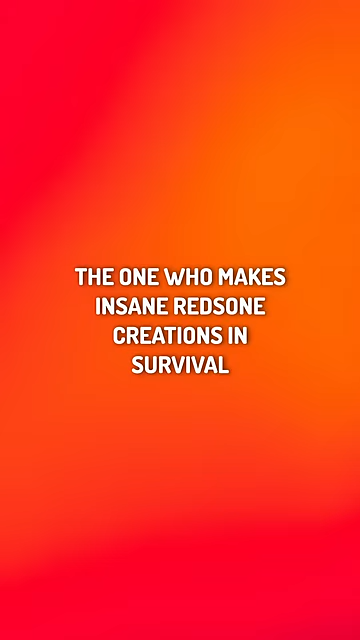 THE ONE WHO MAKES
INSANE REDSONE
CREATIONS IN
SURVIVAL